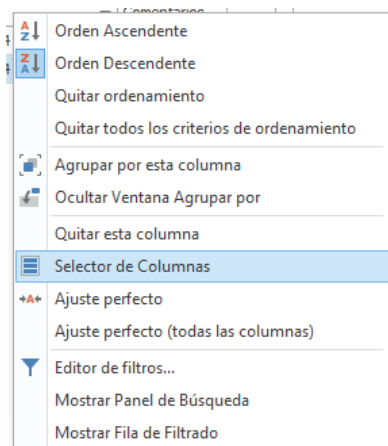 Comentarios
Orden Ascendente
Orden Descendente
Quitar ordenamiento
Quitar todos los criterios de ordenamiento
Agrupar por esta columna
Ocultar Ventana Agrupar por
Quitar esta columna
Selector de Columnas
Ajuste perfecto
Ajuste perfecto (todas las columnas)
Editor de filtros...
Mostrar Panel de Búsqueda
Mostrar Fila de Filtrado